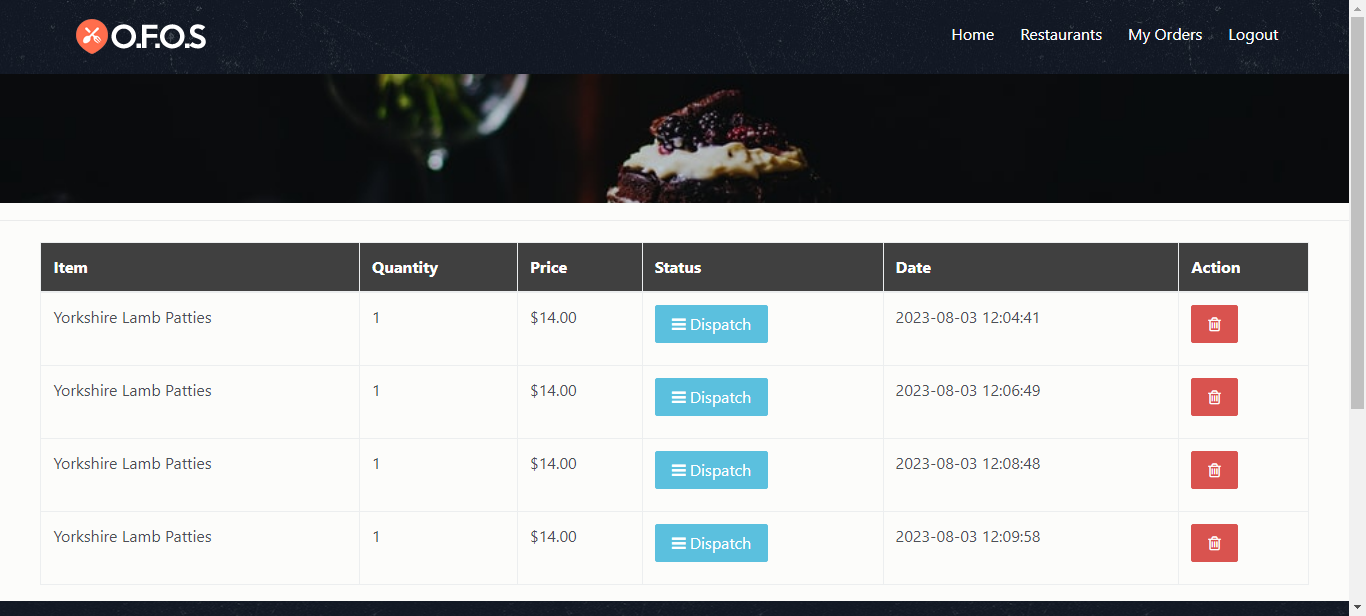 O.F.O.S Home Restaurants My Orders Logout
Item Quantity Price Status Date Action
Yorkshire Lamb Patties 1 $14.00 Dispatch 2023-08-03 12:04:41
Yorkshire Lamb Patties 1 $14.00 Dispatch 2023-08-03 12:06:49
Yorkshire Lamb Patties 1 $14.00 Dispatch 2023-08-03 12:08:48
Yorkshire Lamb Patties 1 $14.00 Dispatch 2023-08-03 12:09:58